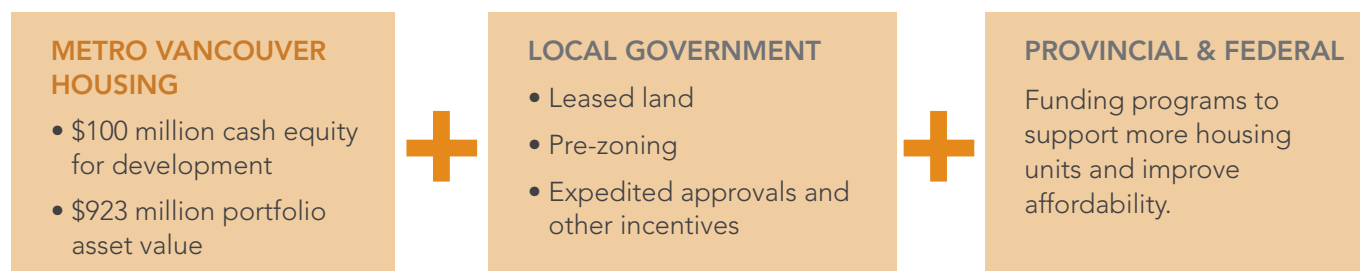 METRO VANCOUVER
HOUSING
• $100 million cash equity
for development
• $923 million portfolio
asset value
LOCAL GOVERNMENT
• Leased land
• Pre-zoning
• Expedited approvals and
other incentives
PROVINCIAL & FEDERAL
Funding programs to
support more housing
units and improve
affordability.